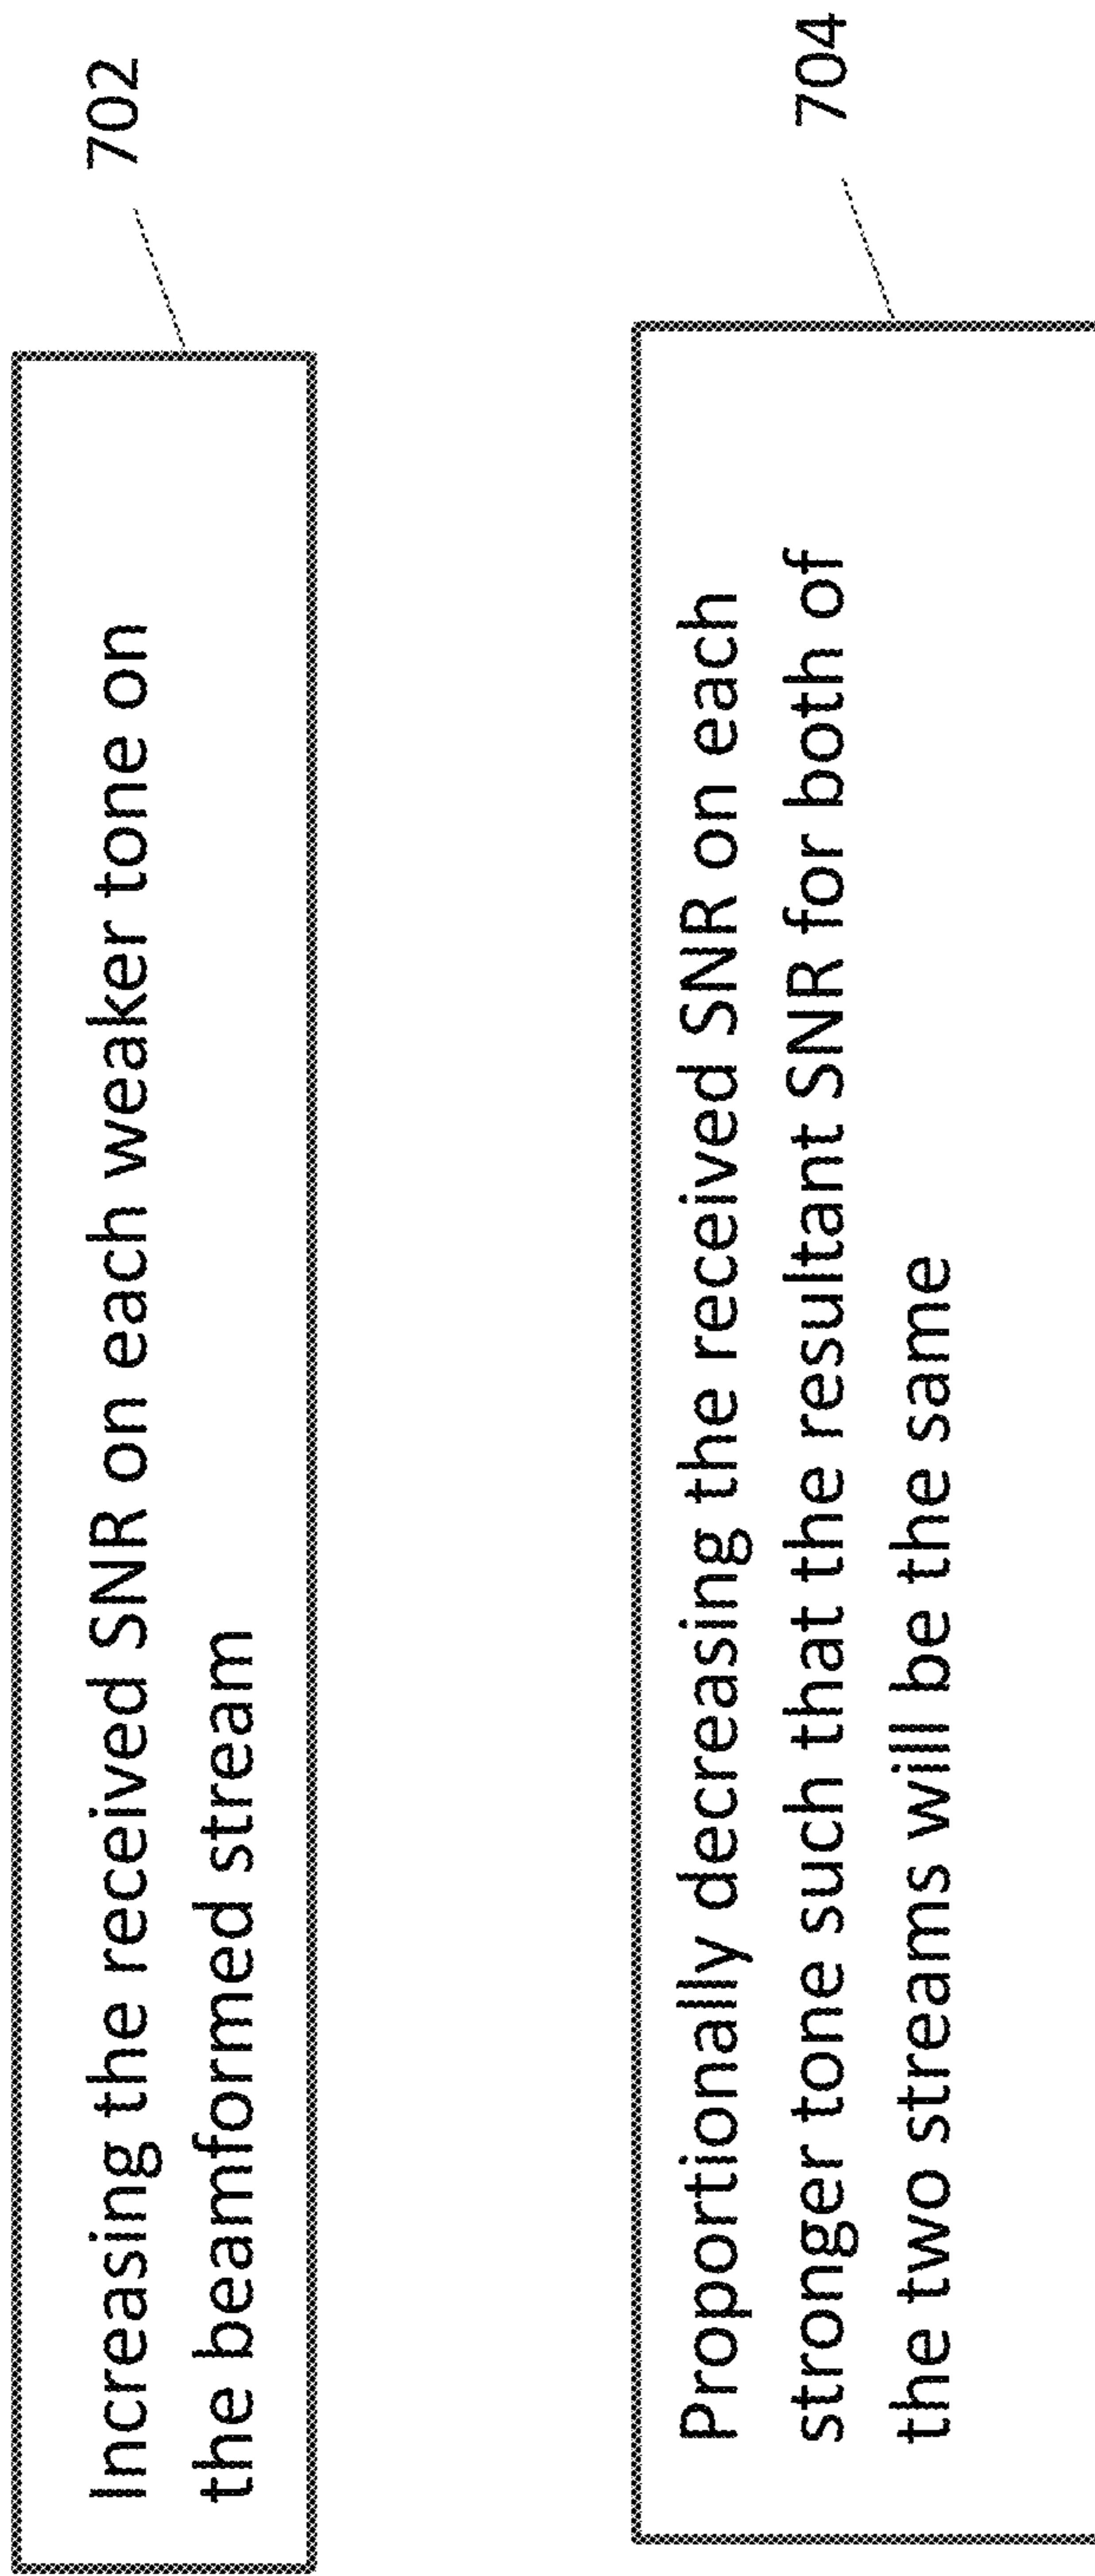 Increasing the received SNR on each weaker tone on
the beamformed stream
702
Proportionally decreasing the received SNR on each
stronger tone such that the resultant SNR for both of
the two streams will be the same
704